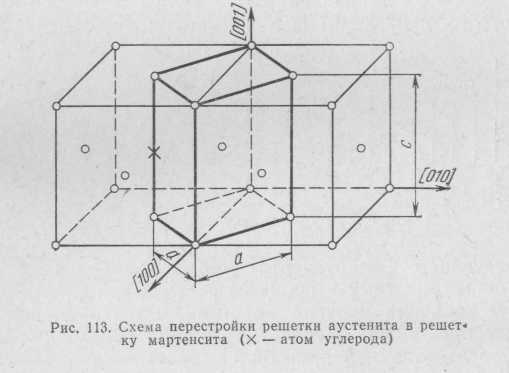 [001]
c
[010]
[100]
a
a
Рис. 113. Схема перестройки решетки аустенита в решет-
ку мартенсита (× — атом углерода)